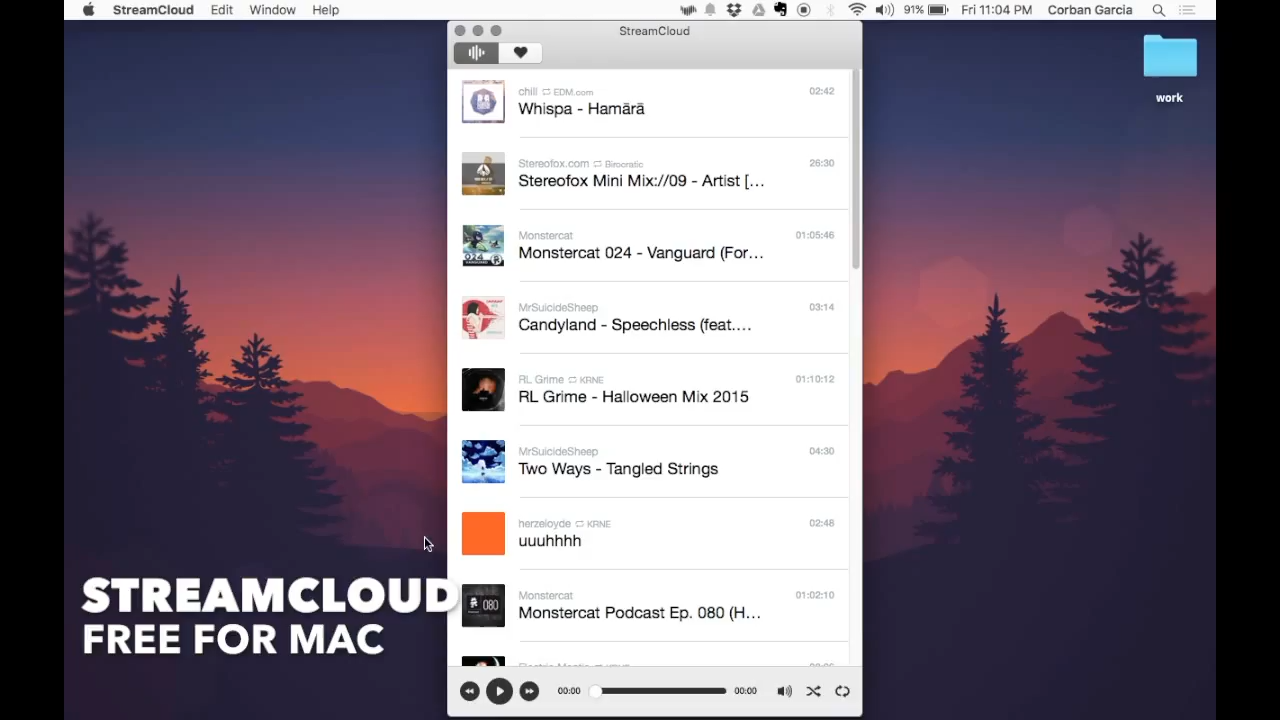 StreamCloud Edit Window Help 91% Fri 11:04 PM Corban Garcia
StreamCloud
work
chill EDM.com 02:42
Whispa - Hamārā
Stereofox.com Birocratic 26:30
Stereofox Mini Mix://09 - Artist [...
Monstercat 01:05:46
Monstercat 024 - Vanguard (For...
MrSuicideSheep 03:14
Candyland - Speechless (feat....
RL Grime KRNE 01:10:12
RL Grime - Halloween Mix 2015
MrSuicideSheep 04:30
Two Ways - Tangled Strings
herzeloyde KRNE 02:48
uuuhhhh
Monstercat 01:02:10
Monstercat Podcast Ep. 080 (H...
STREAMCLOUD
FREE FOR MAC
00:00 00:00